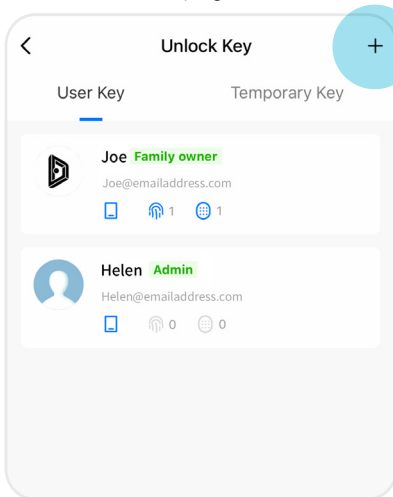 Unlock Key
User Key Temporary Key
Joe Family owner
Joe@emailaddress.com
1 1
Helen Admin
Helen@emailaddress.com
0 0